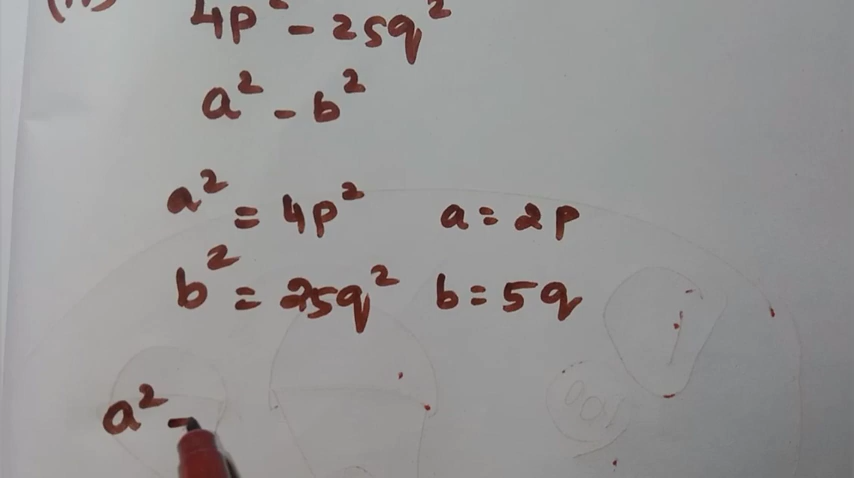 4p² - 25q²
a² - b²
a² = 4p² a = 2p
b² = 25q² b = 5q
a² -